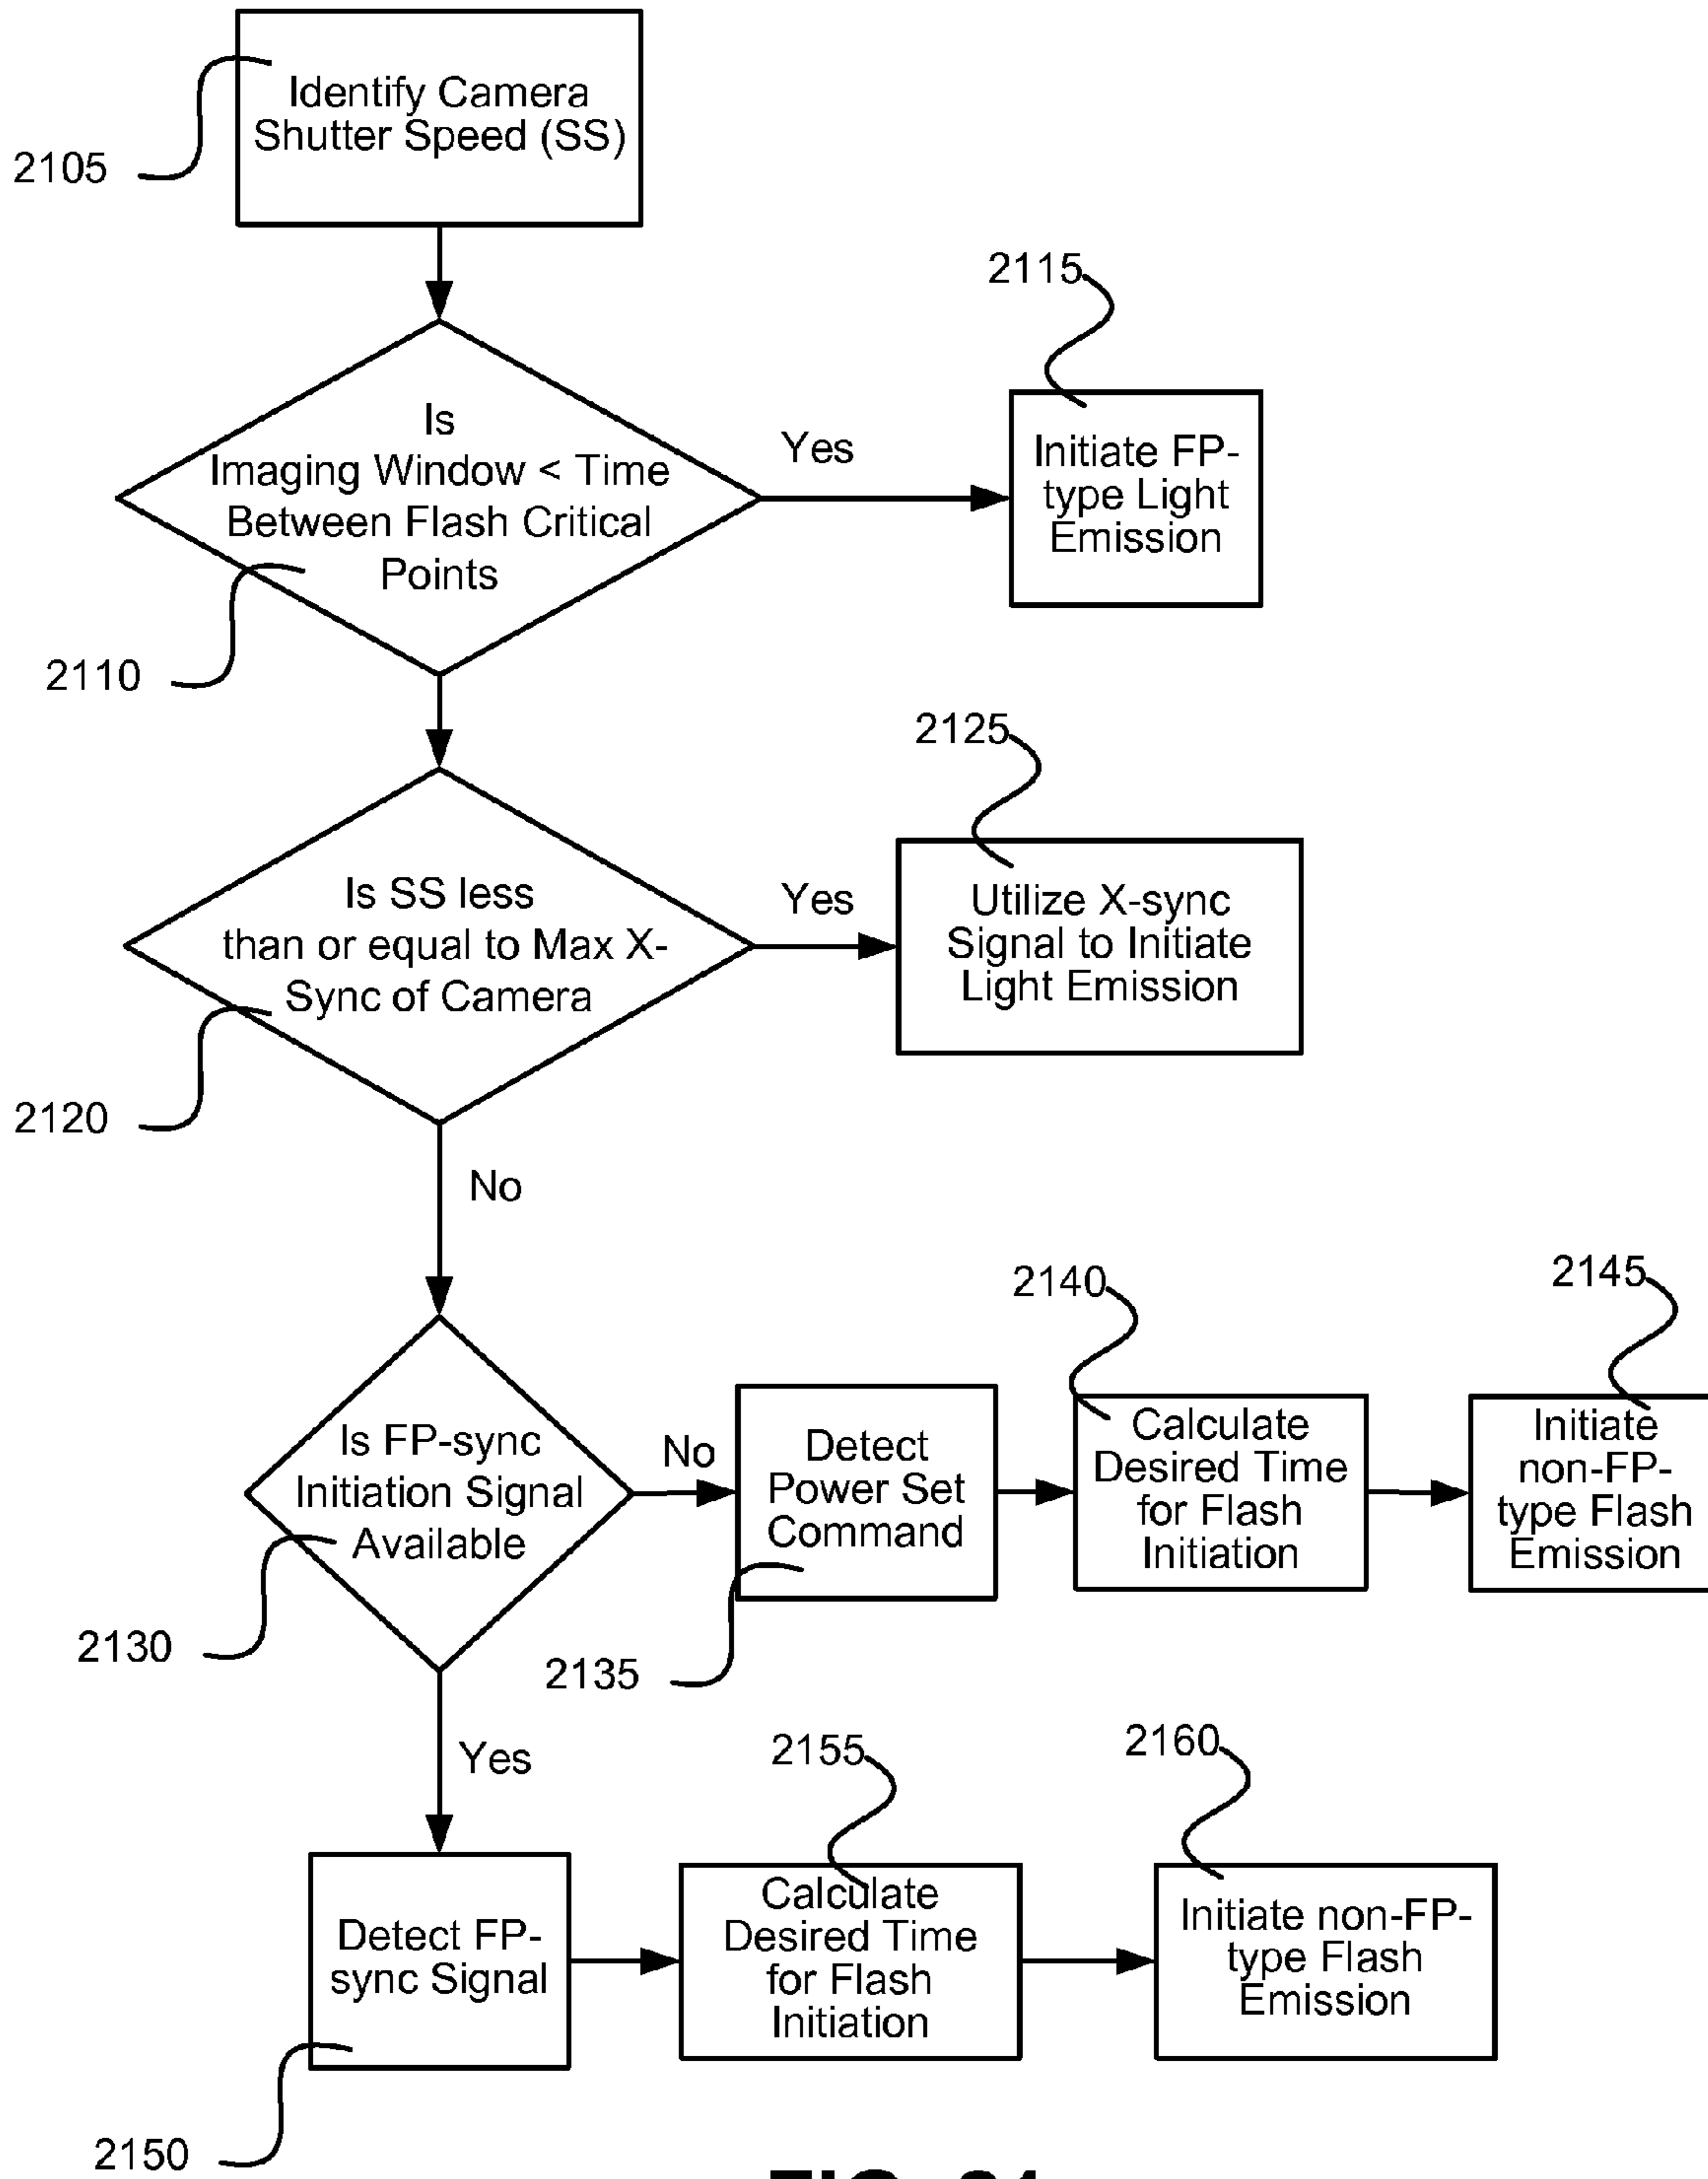 Identify Camera
Shutter Speed (SS)
2105
2115
Is
Imaging Window < Time
Between Flash Critical
Points
Yes
Initiate FP-
type Light
Emission
2110
2125
Is SS less
than or equal to Max X-
Sync of Camera
Yes
Utilize X-sync
Signal to Initiate
Light Emission
2120
No
2140
2145
Is FP-sync
Initiation Signal
Available
No
Detect
Power Set
Command
Calculate
Desired Time
for Flash
Initiation
Initiate
non-FP-
type Flash
Emission
2130
2135
Yes
2155
2160
Detect FP-
sync Signal
Calculate
Desired Time
for Flash
Initiation
Initiate non-FP-
type Flash
Emission
2150